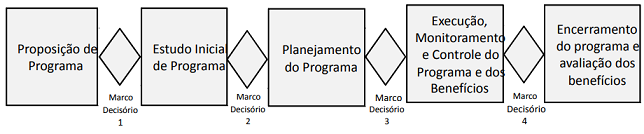 Proposição de
Programa
Marco
Decisório
1
Estudo Inicial
de Programa
Marco
Decisório
2
Planejamento
do Programa
Marco
Decisório
3
Execução,
Monitoramento
e Controle do
Programa e dos
Benefícios
Marco
Decisório
4
Encerramento
do programa e
avaliação dos
benefícios